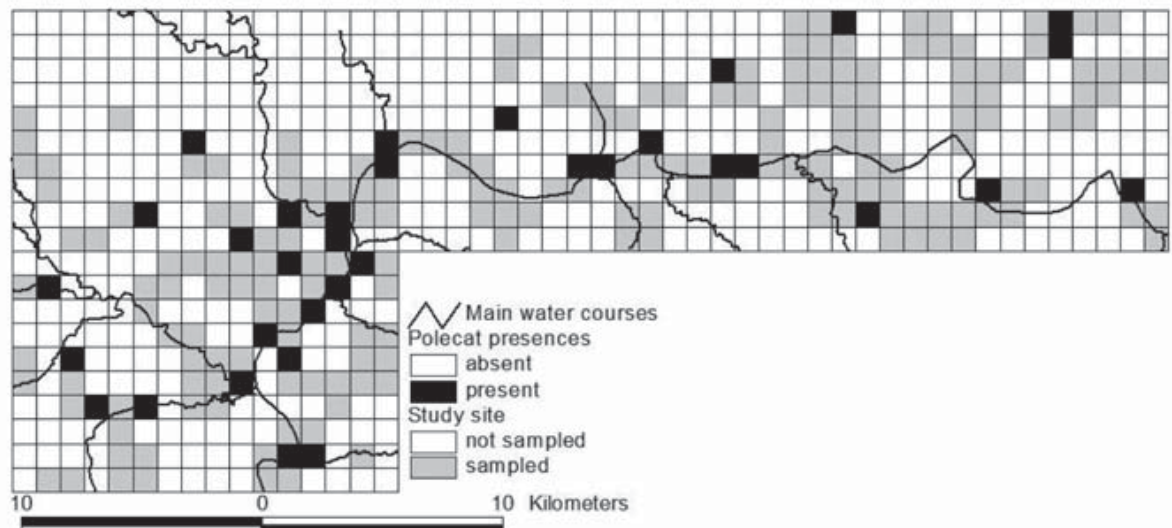 Main water courses
Polecat presences
absent
present
Study site
not sampled
sampled
10 0 10 Kilometers